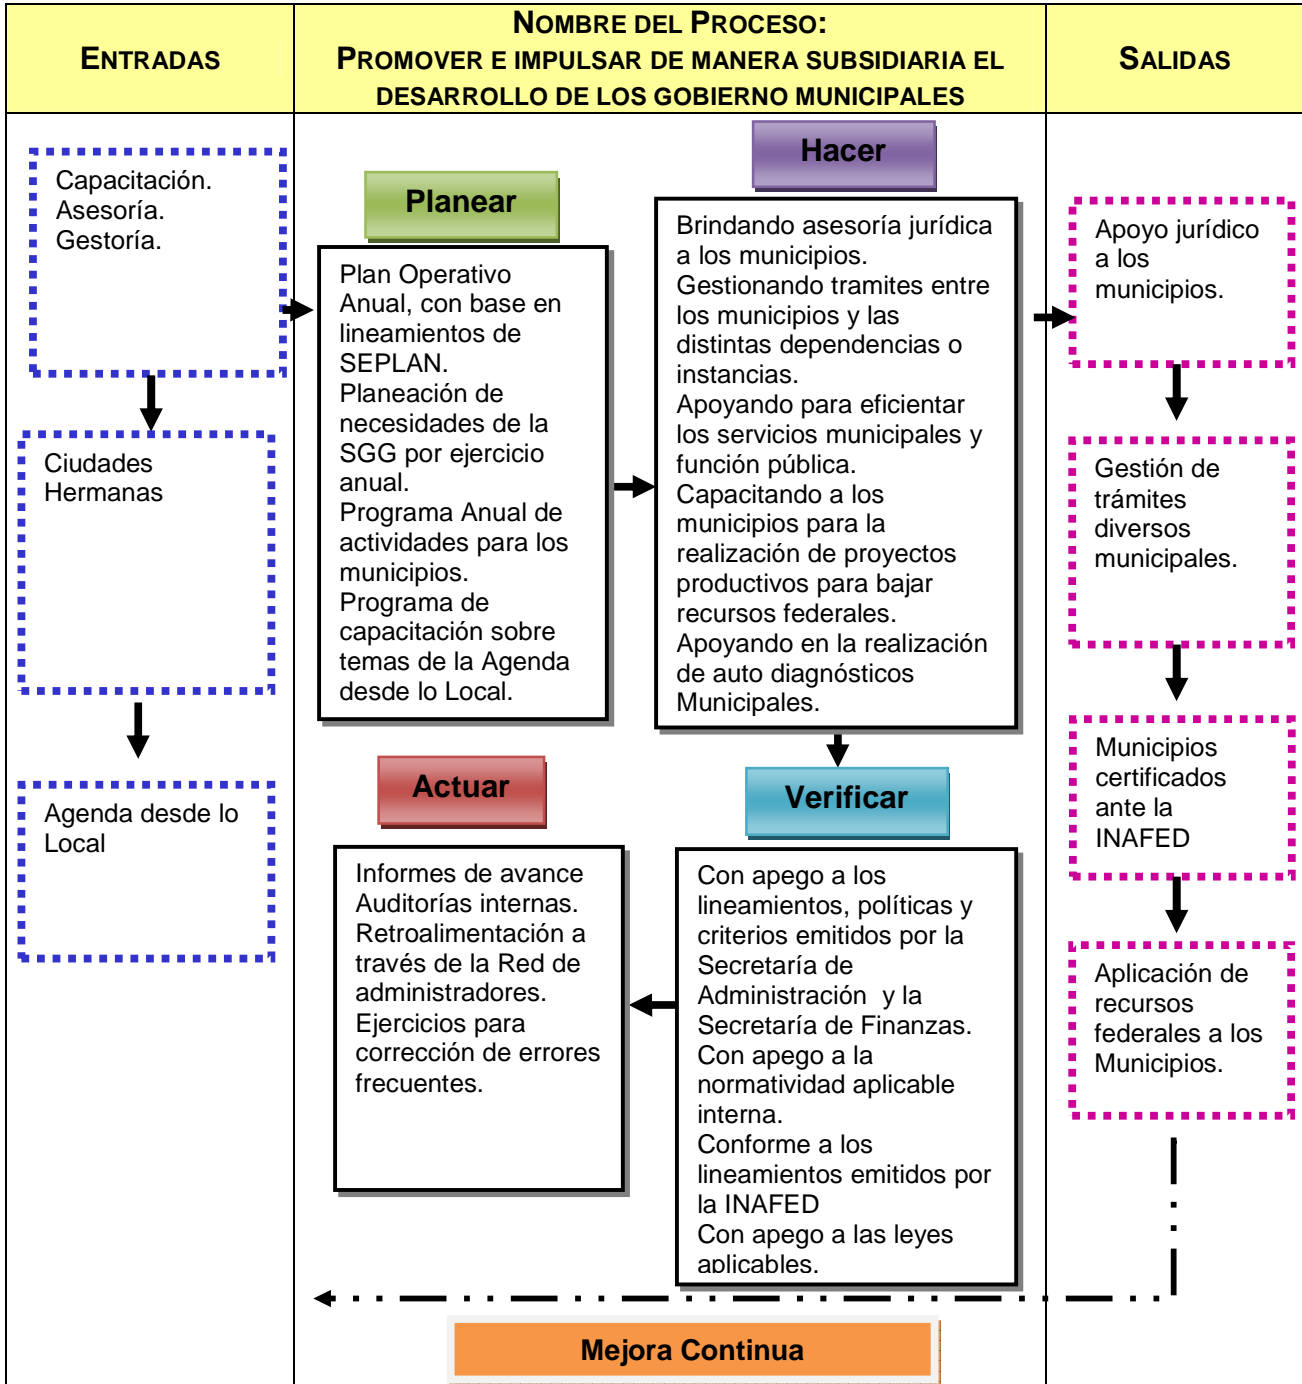 ENTRADAS
NOMBRE DEL PROCESO:
PROMOVER E IMPULSAR DE MANERA SUBSIDIARIA EL
DESARROLLO DE LOS GOBIERNO MUNICIPALES
SALIDAS
Capacitación.
Asesoría.
Gestoría.
Ciudades
Hermanas
Agenda desde lo
Local
Planear
Plan Operativo
Anual, con base en
lineamientos de
SEPLAN.
Planeación de
necesidades de la
SGG por ejercicio
anual.
Programa Anual de
actividades para los
municipios.
Programa de
capacitación sobre
temas de la Agenda
desde lo Local.
Hacer
Brindando asesoría jurídica
a los municipios.
Gestionando tramites entre
los municipios y las
distintas dependencias o
instancias.
Apoyando para eficientar
los servicios municipales y
función pública.
Capacitando a los
municipios para la
realización de proyectos
productivos para bajar
recursos federales.
Apoyando en la realización
de auto diagnósticos
Municipales.
Actuar
Informes de avance
Auditorías internas.
Retroalimentación a
través de la Red de
administradores.
Ejercicios para
corrección de errores
frecuentes.
Verificar
Con apego a los
lineamientos, políticas y
criterios emitidos por la
Secretaría de
Administración y la
Secretaría de Finanzas.
Con apego a la
normatividad aplicable
interna.
Conforme a los
lineamientos emitidos por
la INAFED
Con apego a las leyes
aplicables.
Apoyo jurídico
a los
municipios.
Gestión de
trámites
diversos
municipales.
Municipios
certificados
ante la
INAFED
Aplicación de
recursos
federales a los
Municipios.
Mejora Continua